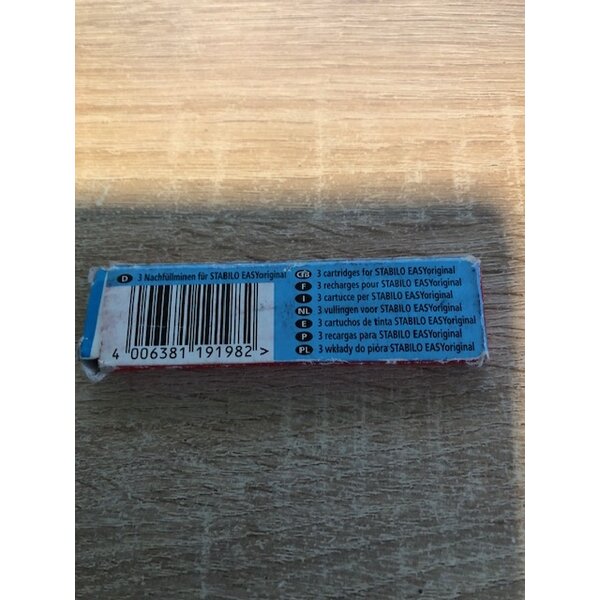 D 3 Nachfüllminen für STABILO EASYoriginal
4 006381 191982 >
GB 3 cartridges for STABILO EASYoriginal
F 3 recharges pour STABILO EASYoriginal
I 3 cartucce per STABILO EASYoriginal
NL 3 vullingen voor STABILO EASYoriginal
E 3 cartuchos de tinta STABILO EASYoriginal
P 3 recargas para STABILO EASYoriginal
PL 3 wkłady do pióra STABILO EASYoriginal